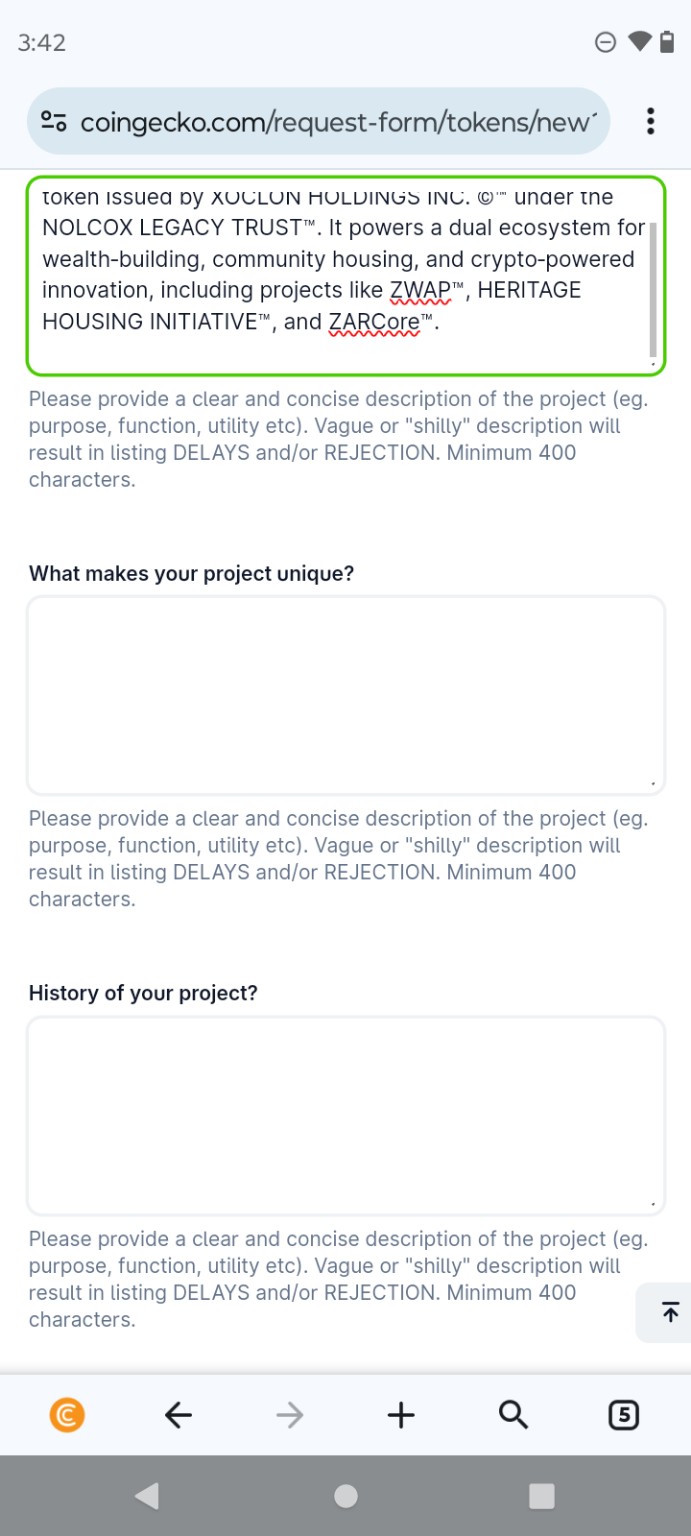 3:42
coingecko.com/request-form/tokens/new
token issued by XOCLON HOLDINGS INC. ©™ under the
NOLCOX LEGACY TRUST™. It powers a dual ecosystem for
wealth-building, community housing, and crypto-powered
innovation, including projects like ZWAP™, HERITAGE
HOUSING INITIATIVE™, and ZARCore™.
Please provide a clear and concise description of the project (eg.
purpose, function, utility etc). Vague or "shilly" description will
result in listing DELAYS and/or REJECTION. Minimum 400
characters.
What makes your project unique?
Please provide a clear and concise description of the project (eg.
purpose, function, utility etc). Vague or "shilly" description will
result in listing DELAYS and/or REJECTION. Minimum 400
characters.
History of your project?
Please provide a clear and concise description of the project (eg.
purpose, function, utility etc). Vague or "shilly" description will
result in listing DELAYS and/or REJECTION. Minimum 400
characters.
5